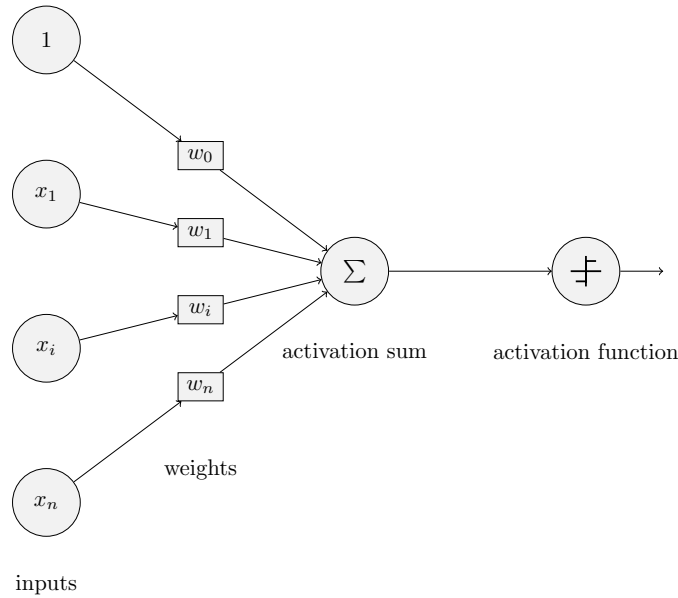 1
w₀
x₁
w₁
∑
wᵢ
xᵢ
activation sum
activation function
wₙ
weights
xₙ
inputs